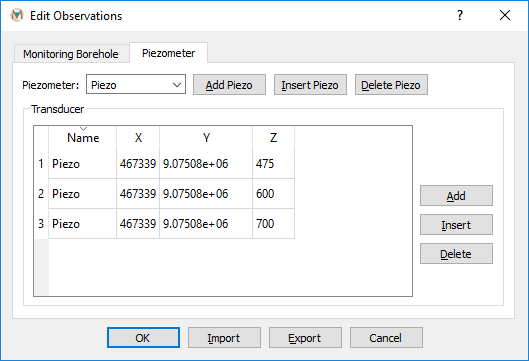 Edit Observations
Monitoring Borehole Piezometer
Piezometer: Piezo Add Piezo Insert Piezo Delete Piezo
Transducer
Name X Y Z
1 Piezo 467339 9.07508e+06 475
2 Piezo 467339 9.07508e+06 600
3 Piezo 467339 9.07508e+06 700
Add
Insert
Delete
OK Import Export Cancel